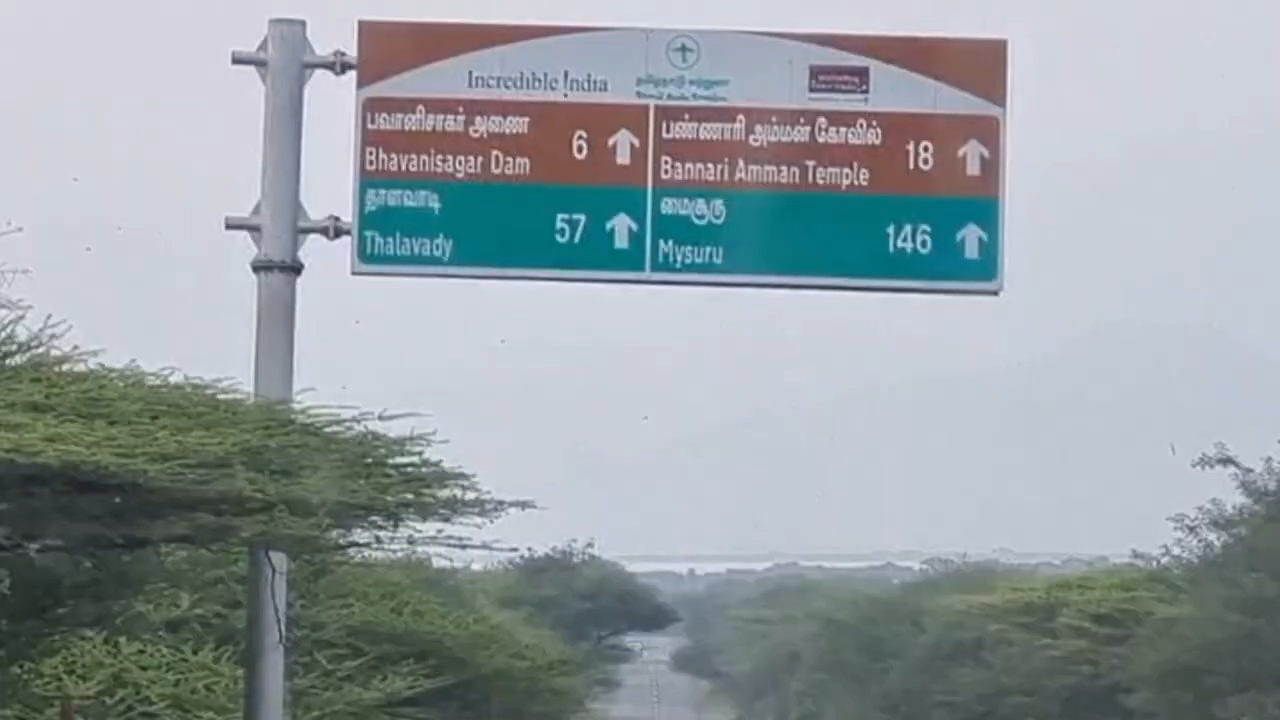 Incredible India
தமிழ்நாடு சுற்றுலா
பவானிசாகர் அணை
Bhavanisagar Dam
6
தாளவாடி
Thalavady
57
பண்ணாரி அம்மன் கோவில்
Bannari Amman Temple
18
மைசூரு
Mysuru
146